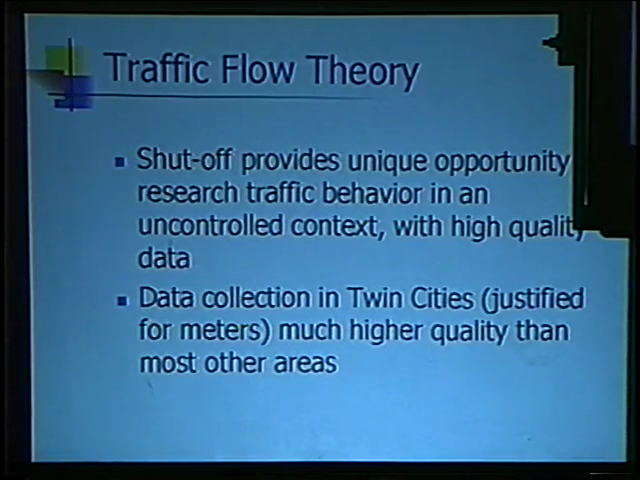 Traffic Flow Theory
Shut-off provides unique opportunity
research traffic behavior in an
uncontrolled context, with high quality
data
Data collection in Twin Cities (justified
for meters) much higher quality than
most other areas